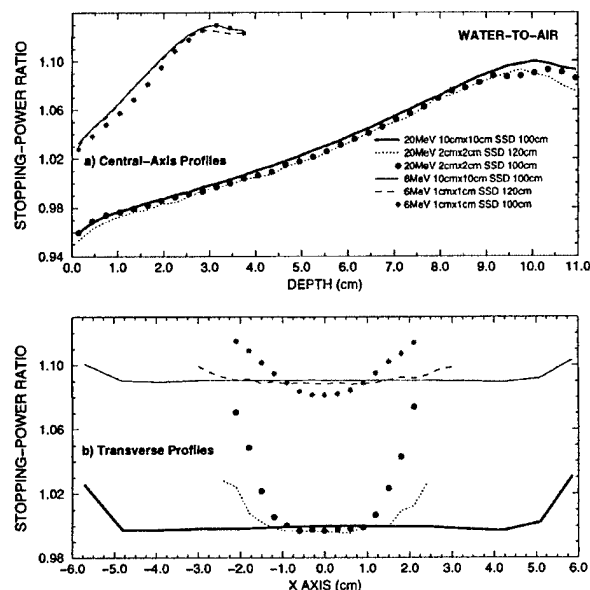 WATER-TO-AIR
1.10
1.06
1.02
0.98
0.94
STOPPING-POWER RATIO
20MeV 10cmx10cm SSD 100cm
20MeV 2cmx2cm SSD 120cm
20MeV 2cmx2cm SSD 100cm
6MeV 10cmx10cm SSD 100cm
6MeV 1cmx1cm SSD 120cm
6MeV 1cmx1cm SSD 100cm
a) Central-Axis Profiles
0.0 1.0 2.0 3.0 4.0 5.0 6.0 7.0 8.0 9.0 10.0 11.0
DEPTH (cm)
1.10
1.06
1.02
0.98
STOPPING-POWER RATIO
b) Transverse Profiles
-6.0 -5.0 -4.0 -3.0 -2.0 -1.0 0.0 1.0 2.0 3.0 4.0 5.0 6.0
X AXIS (cm)